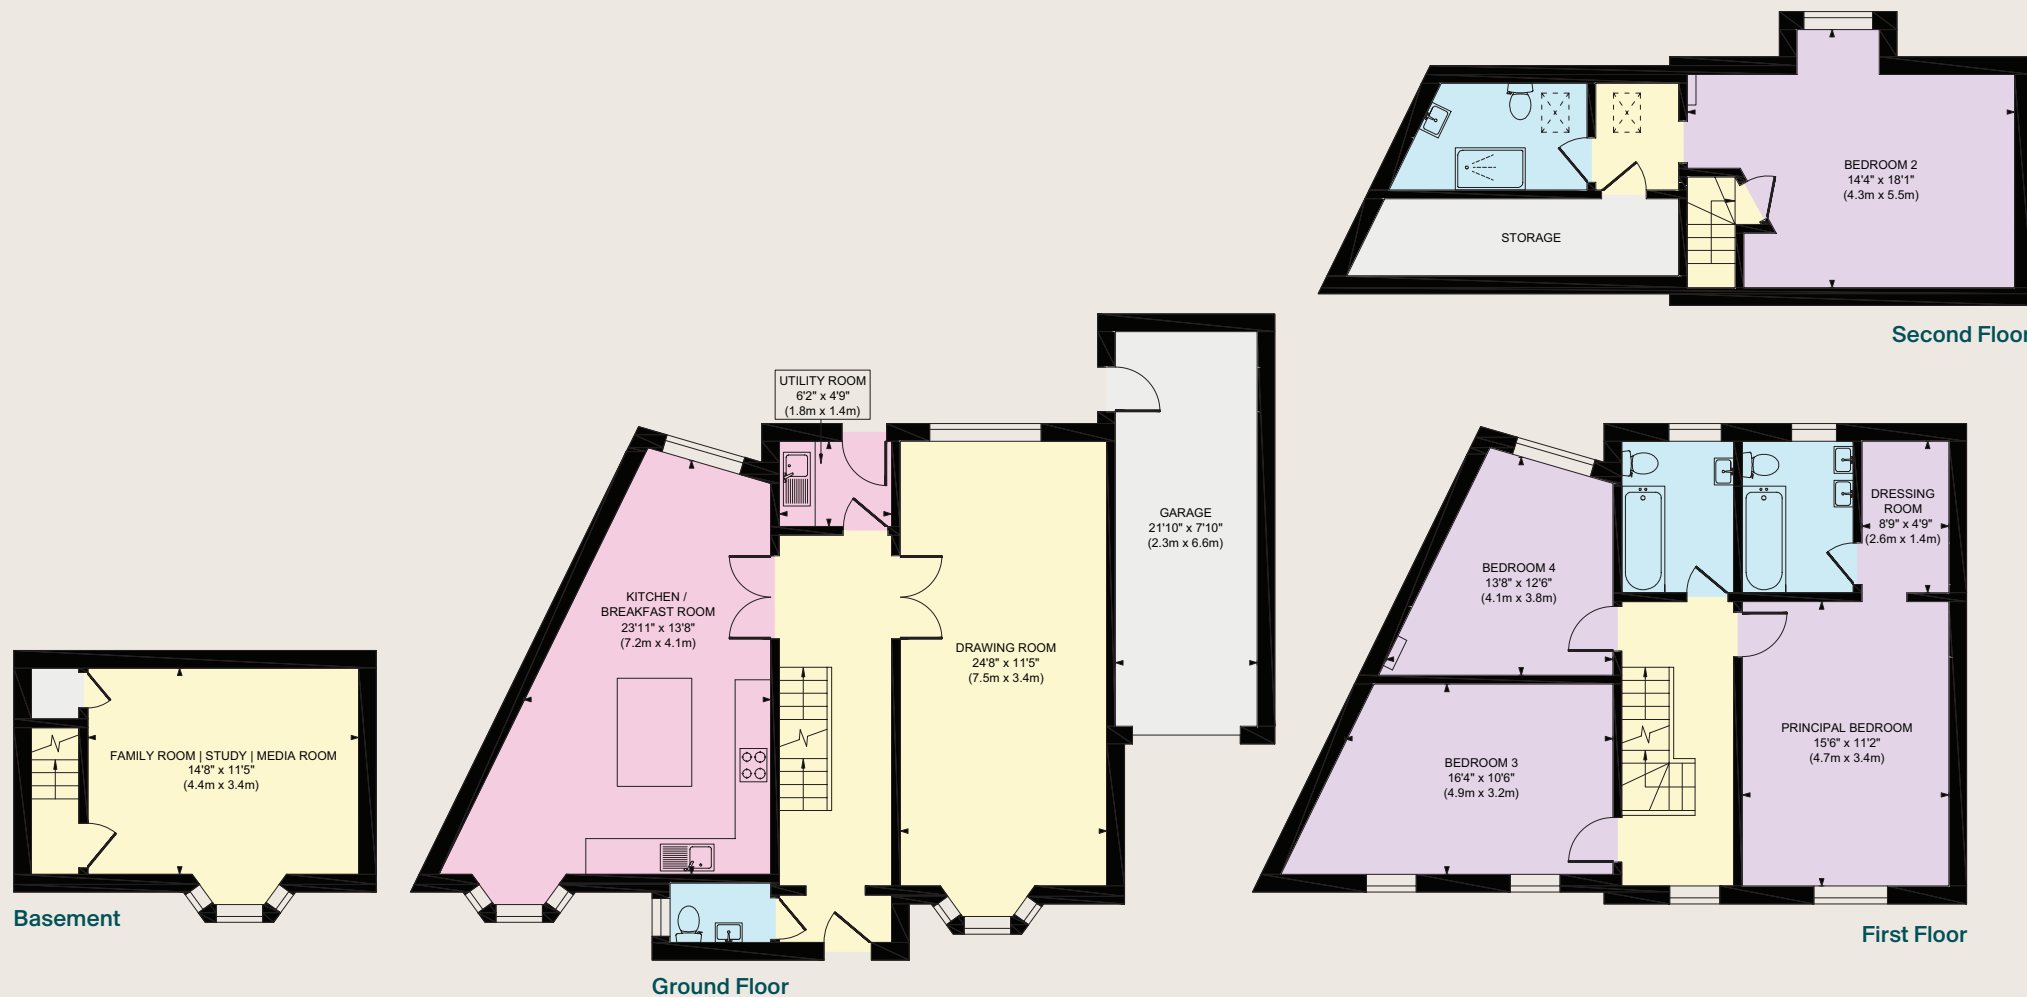 BEDROOM 2
14'4" x 18'1"
(4.3m x 5.5m)
STORAGE
Second Floor
UTILITY ROOM
6'2" x 4'9"
(1.8m x 1.4m)
KITCHEN /
BREAKFAST ROOM
23'11" x 13'8"
(7.2m x 4.1m)
DRAWING ROOM
24'8" x 11'5"
(7.5m x 3.4m)
GARAGE
21'10" x 7'10"
(2.3m x 6.6m)
Ground Floor
FAMILY ROOM | STUDY | MEDIA ROOM
14'8" x 11'5"
(4.4m x 3.4m)
Basement
DRESSING
ROOM
8'9" x 4'9"
(2.6m x 1.4m)
BEDROOM 4
13'8" x 12'6"
(4.1m x 3.8m)
PRINCIPAL BEDROOM
15'6" x 11'2"
(4.7m x 3.4m)
BEDROOM 3
16'4" x 10'6"
(4.9m x 3.2m)
First Floor